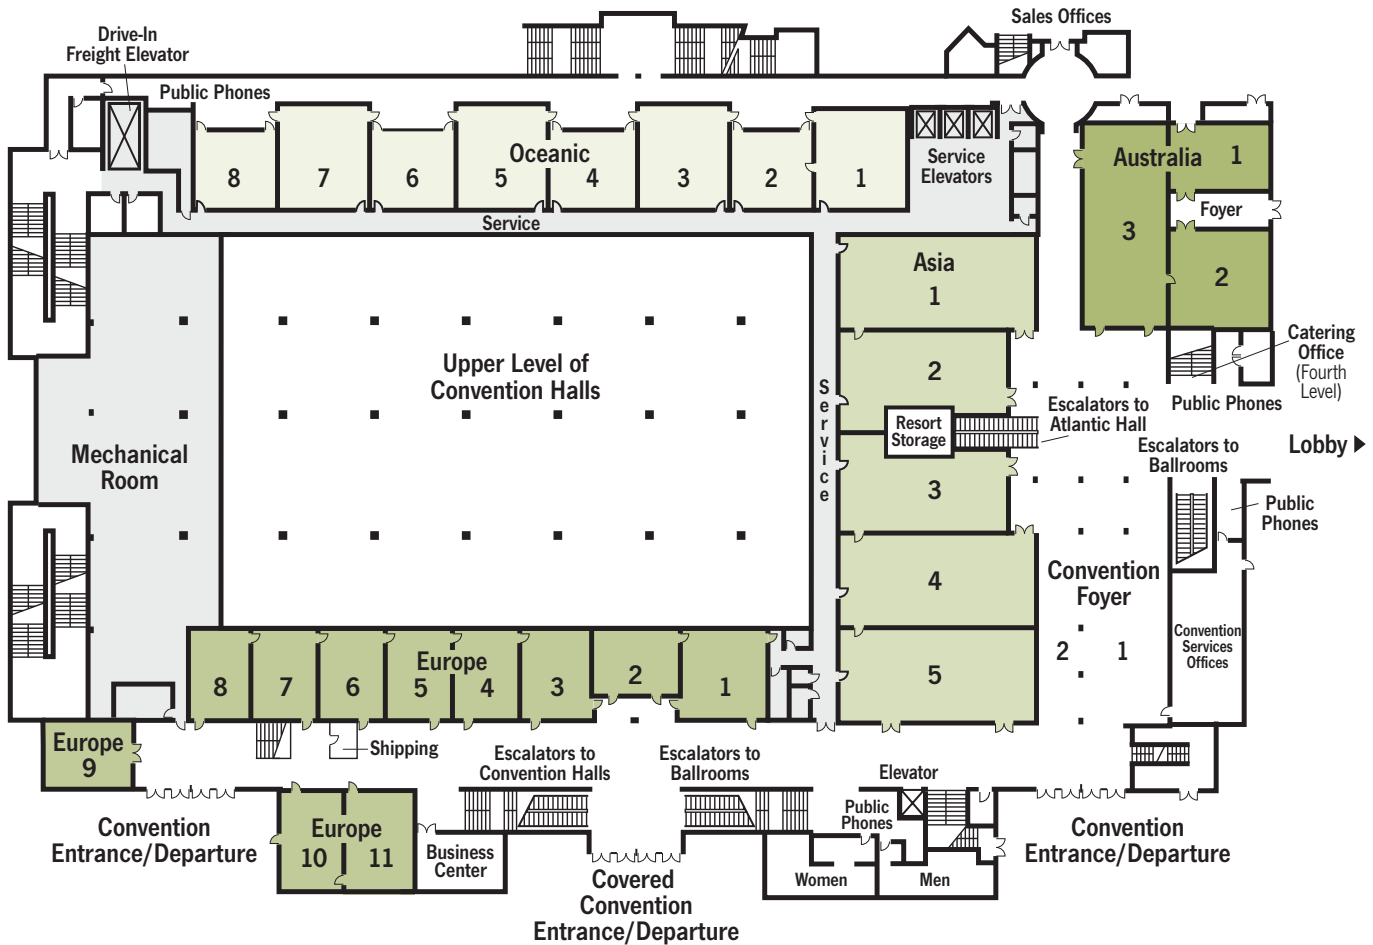 Sales Offices
Drive-In
Freight Elevator
Public Phones
Oceanic
8
7
6
5
4
3
2
1
Service
Elevators
Service
Australia
1
Foyer
3
2
Catering
Office
(Fourth
Level)
Public Phones
Asia
1
2
3
4
5
Service
Resort
Storage
Escalators to
Atlantic Hall
Escalators to
Ballrooms
Lobby
Public
Phones
Upper Level of
Convention Halls
Mechanical
Room
Convention
Foyer
2
1
Convention
Services
Offices
Europe
8
7
6
5
4
3
2
1
Europe
9
Shipping
Escalators to
Convention Halls
Escalators to
Ballrooms
Elevator
Public
Phones
Convention
Entrance/Departure
Europe
10
11
Business
Center
Covered
Convention
Entrance/Departure
Women
Men
Convention
Entrance/Departure